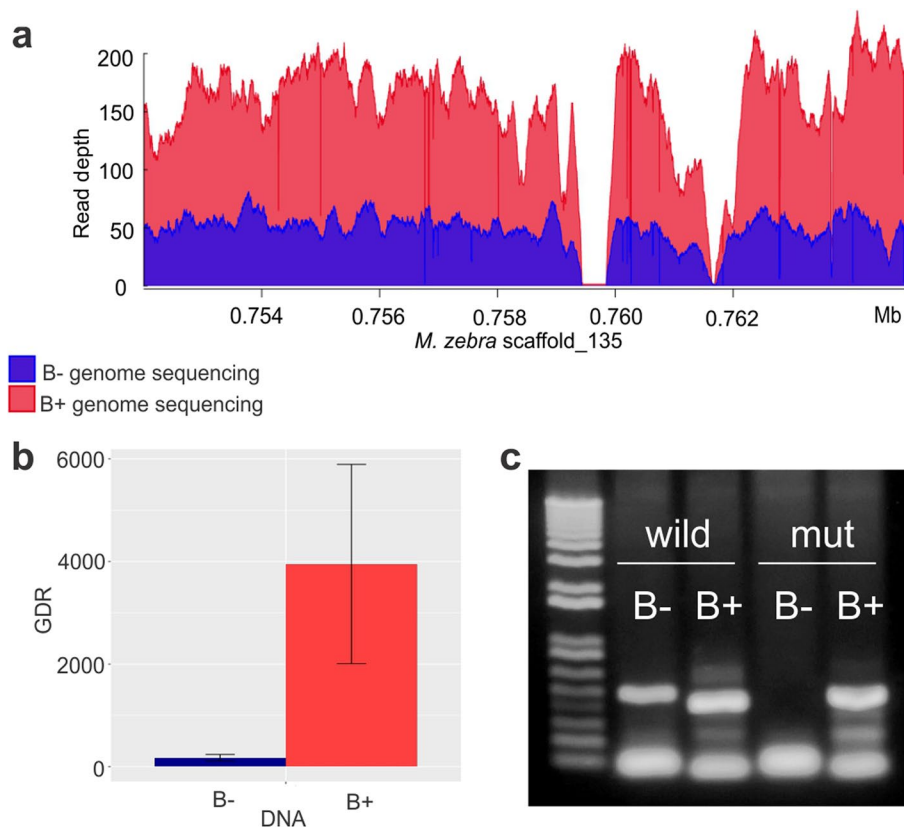 a
200
150
100
50
0
Read depth
0.754 0.756 0.758 0.760 0.762 Mb
M. zebra scaffold_135
B- genome sequencing
B+ genome sequencing
b
6000
4000
2000
0
GDR
B- B+
DNA
c
wild mut
B- B+ B- B+